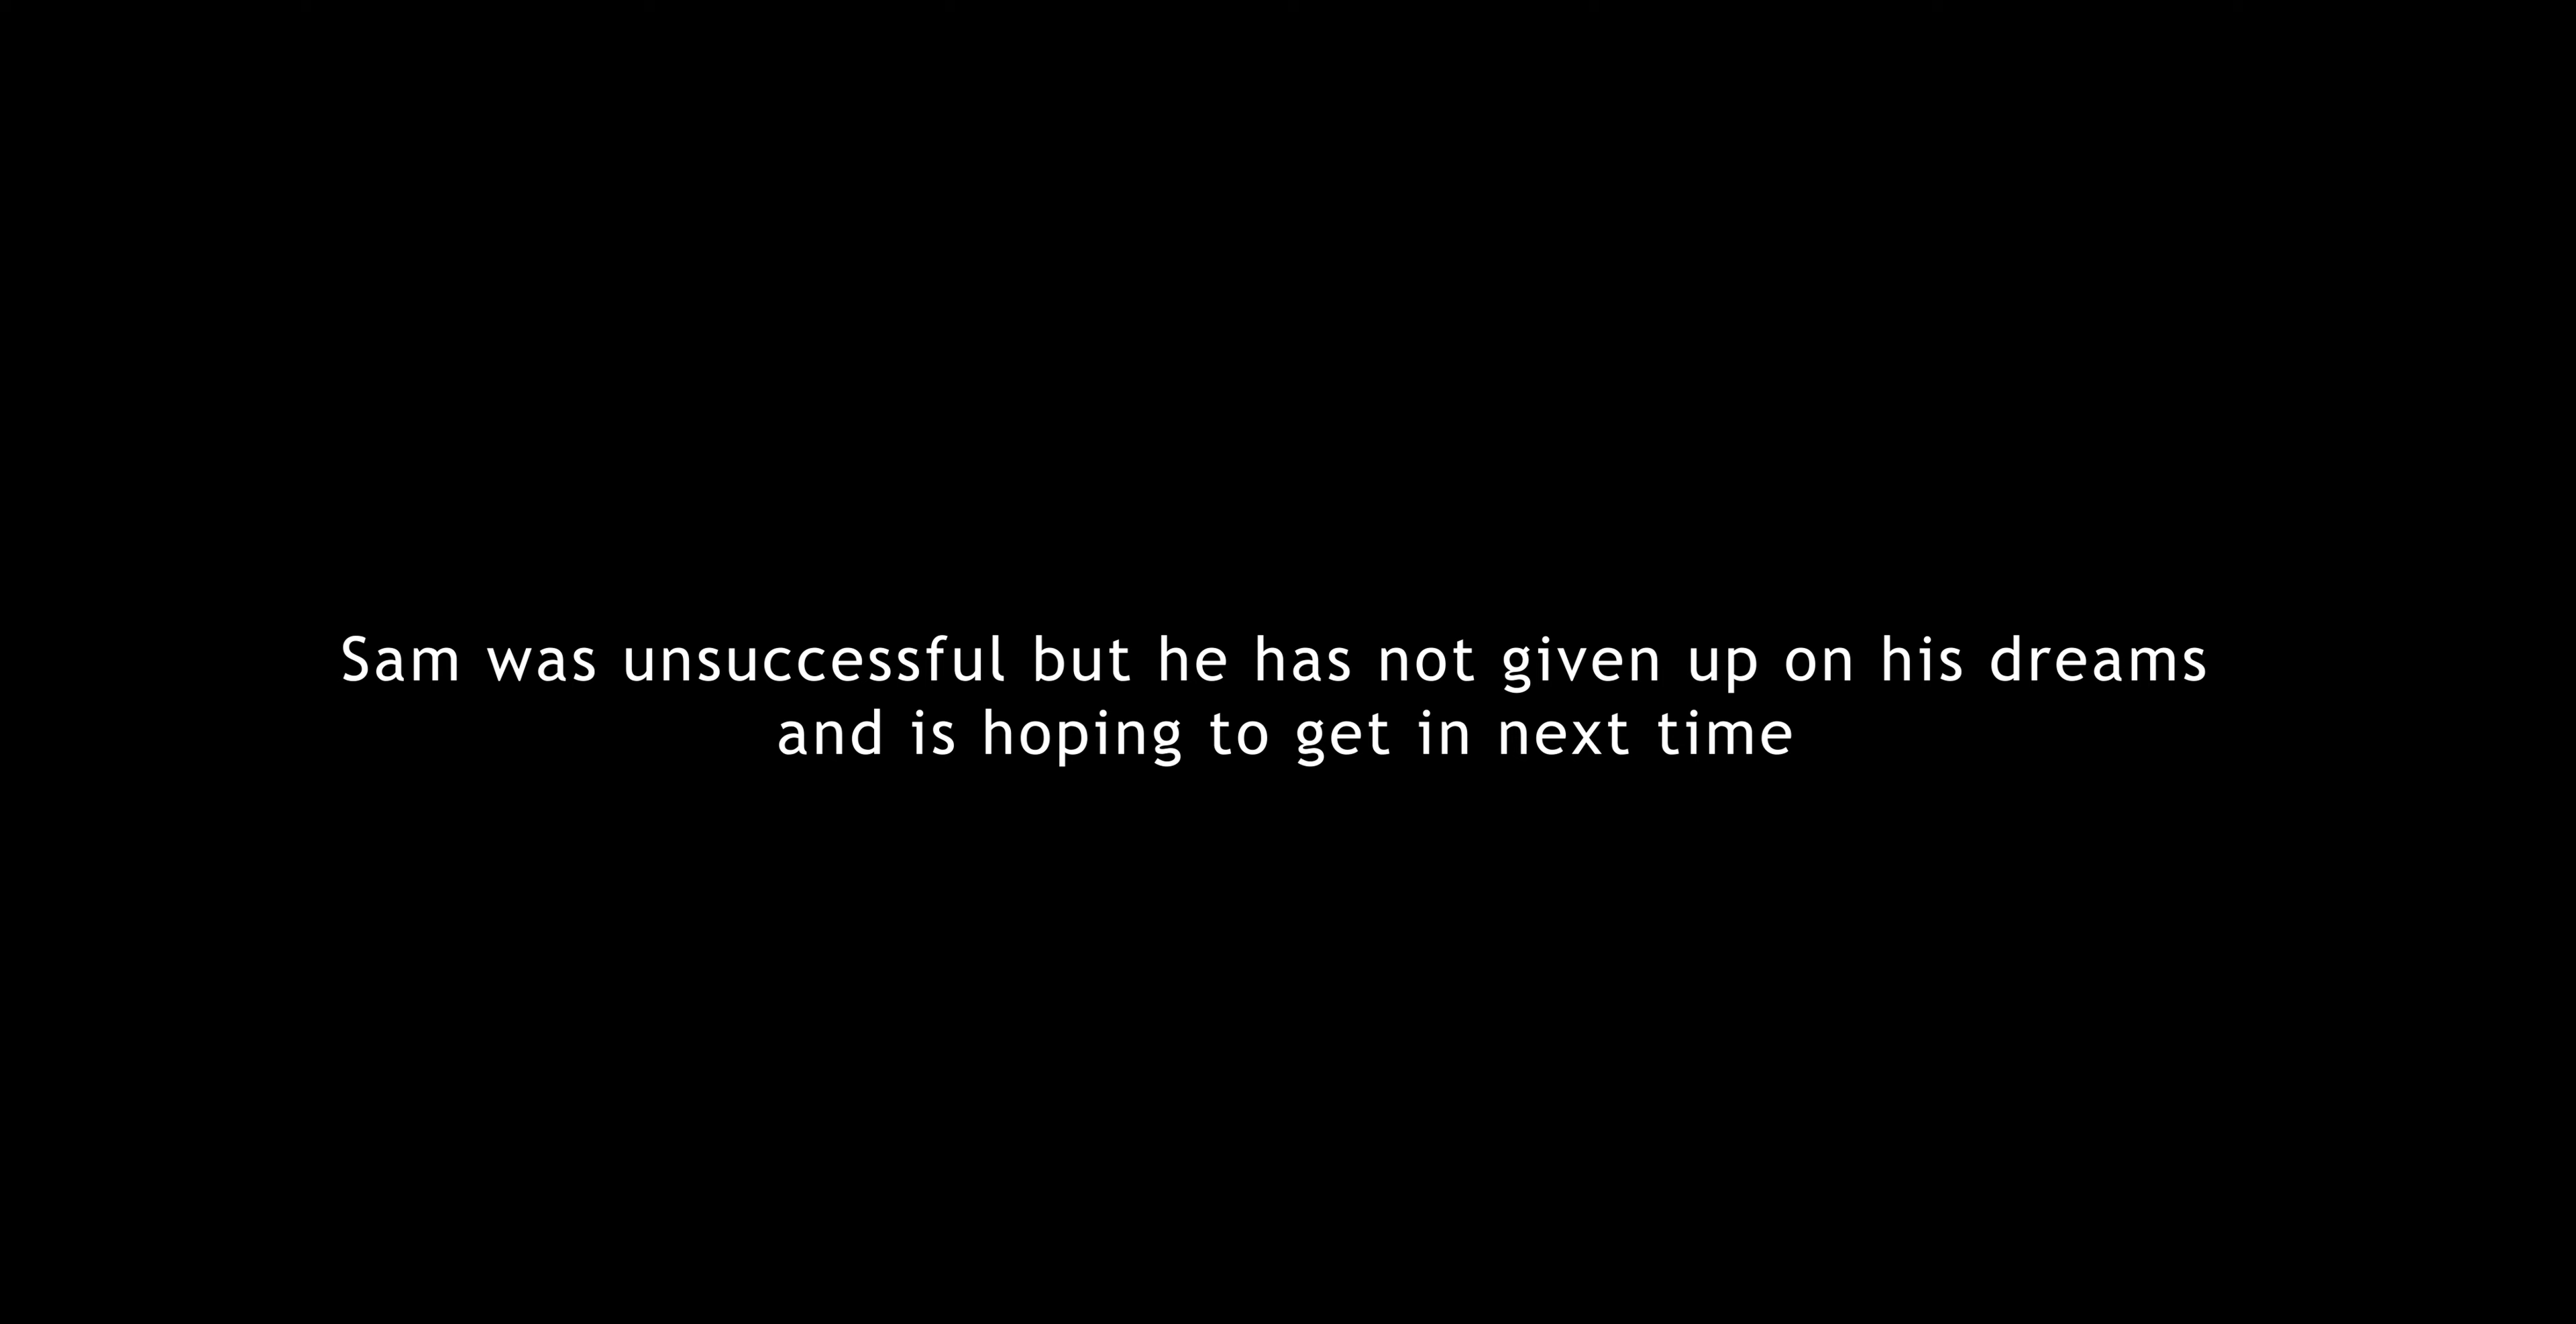 Sam was unsuccessful but he has not given up on his dreams
and is hoping to get in next time